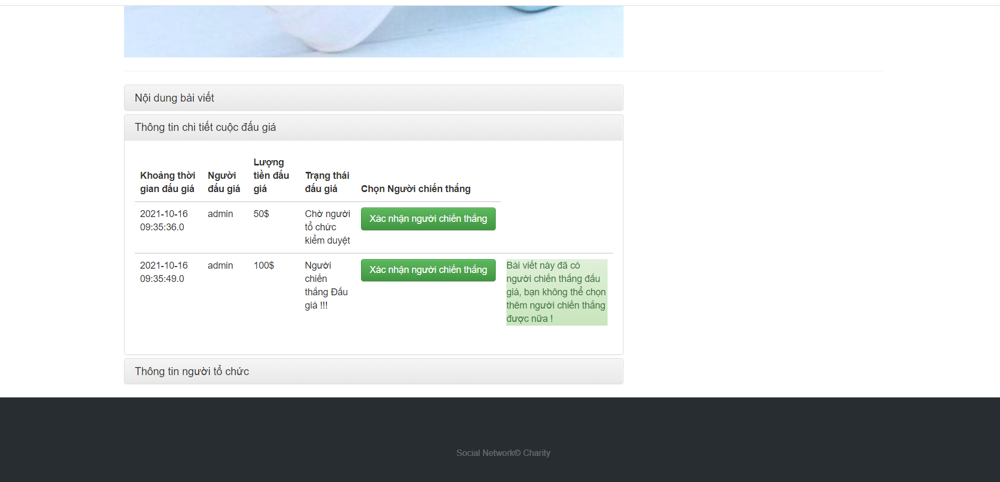 Nội dung bài viết
Thông tin chi tiết cuộc đấu giá
Khoảng thời gian đấu giá
Người đấu giá
Lượng tiền đấu giá
Trạng thái đấu giá
Chọn Người chiến thắng
2021-10-16 09:35:36.0
admin
50$
Chờ người tổ chức kiểm duyệt
Xác nhận người chiến thắng
2021-10-16 09:35:49.0
admin
100$
Người chiến thắng Đấu giá !!!
Xác nhận người chiến thắng
Bài viết này đã có người chiến thắng đấu giá, bạn không thể chọn thêm người chiến thắng được nữa !
Thông tin người tổ chức
Social Network© Charity